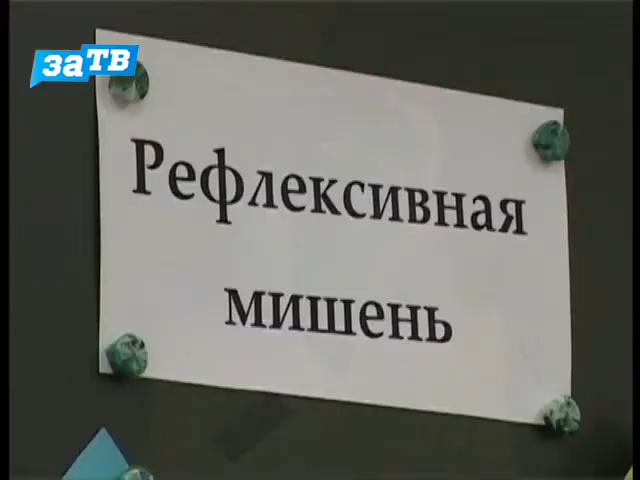 заТВ
Рефлексивная
мишень